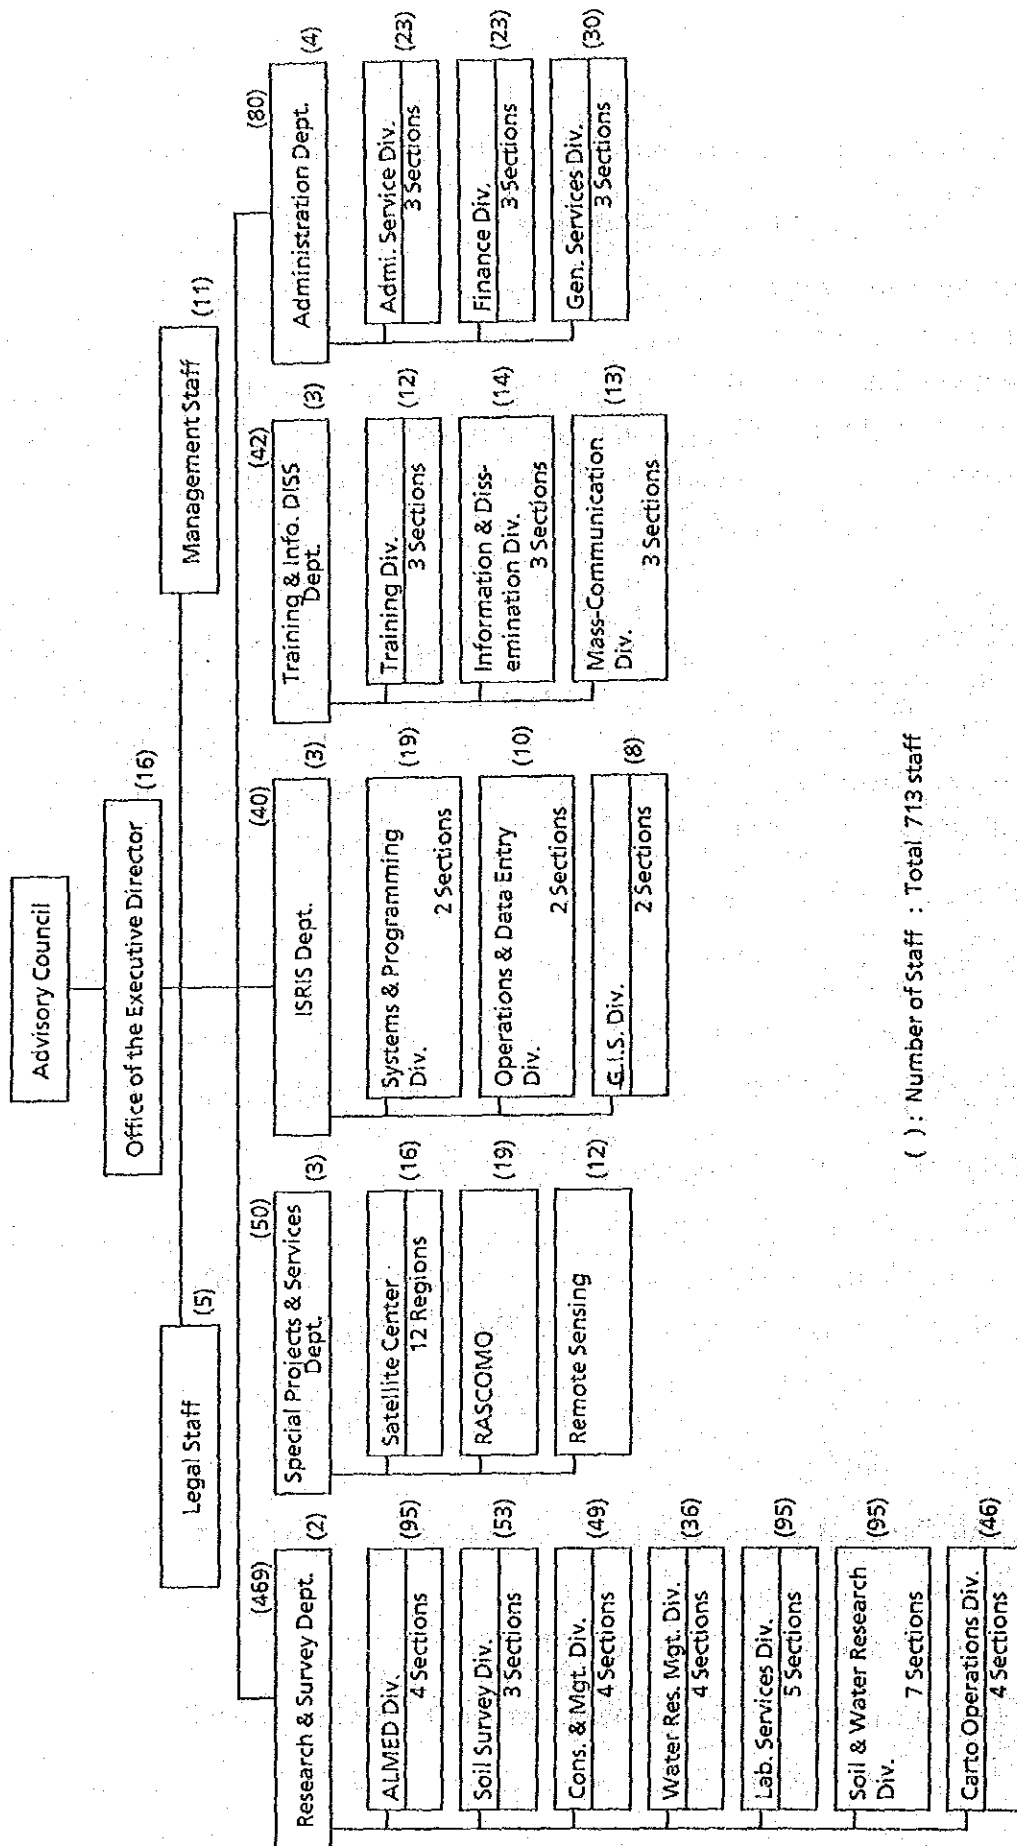 Advisory Council
Office of the Executive Director
(16)
Legal Staff
(5)
Management Staff
(11)
(469)
Research & Survey Dept.
(2)
ALMED Div.
4 Sections
(95)
Soil Survey Div.
3 Sections
(53)
Cons. & Mgt. Div.
4 Sections
(49)
Water Res. Mgt. Div.
4 Sections
(36)
Lab. Services Div.
5 Sections
(95)
Soil & Water Research
Div.
7 Sections
(95)
Carto Operations Div.
4 Sections
(46)
(50)
Special Projects & Services
Dept.
(3)
Satellite Center
12 Regions
(16)
RASCOMO
(19)
Remote Sensing
(12)
(40)
ISRIS Dept.
(3)
Systems & Programming
Div.
2 Sections
(19)
Operations & Data Entry
Div.
2 Sections
(10)
G.I.S. Div.
2 Sections
(8)
(42)
Training & Info. DISS
Dept.
(3)
Training Div.
3 Sections
(12)
Information & Diss-
emination Div.
3 Sections
(14)
Mass-Communication
Div.
3 Sections
(13)
(80)
Administration Dept.
(4)
Admi. Service Div.
3 Sections
(23)
Finance Div.
3 Sections
(23)
Gen. Services Div.
3 Sections
(30)
( ) : Number of Staff : Total 713 staff